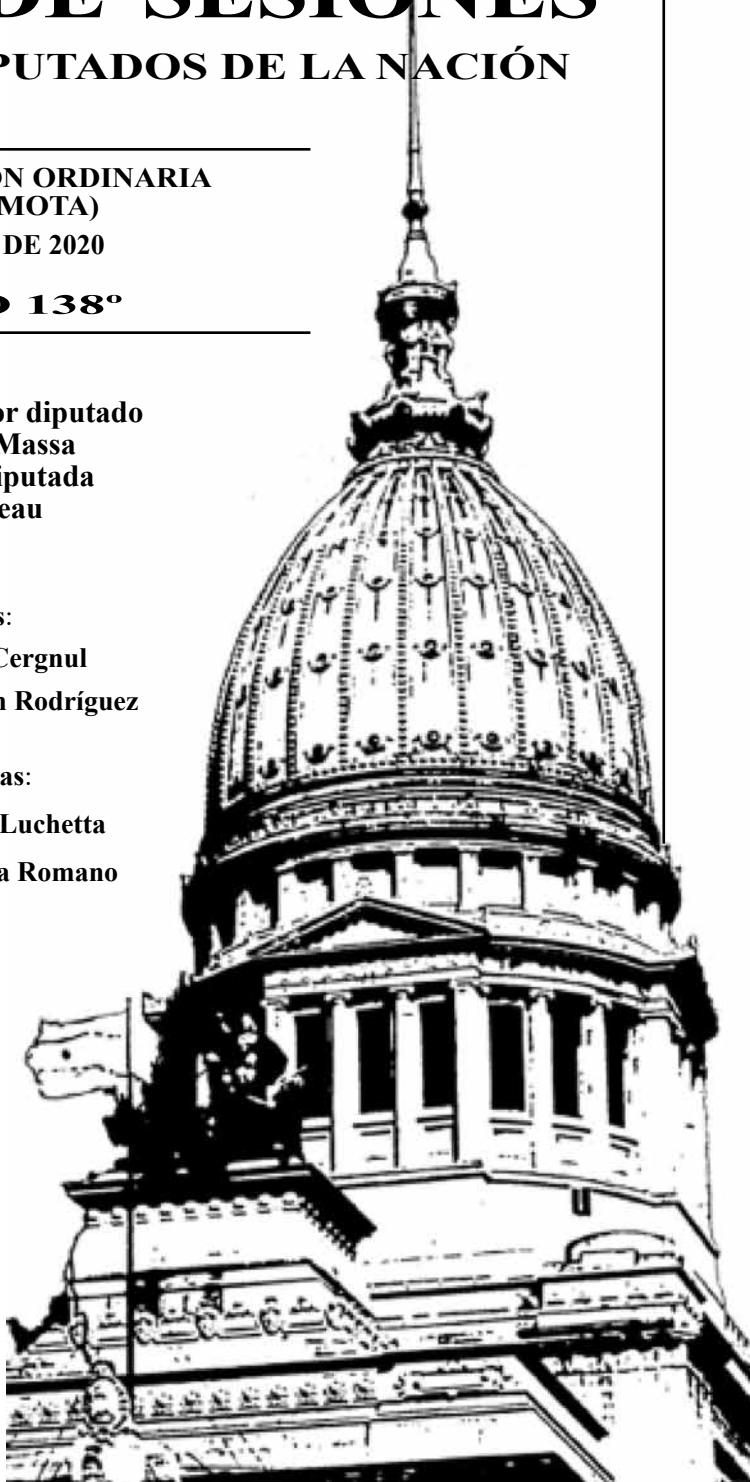 DE SESIONES
PUTADOS DE LA NACIÓN
ÓN ORDINARIA
MOTA)
DE 2020
O 138º
or diputado
Massa
iputada
eau
s:
Cergnul
n Rodríguez
as:
Luchetta
a Romano